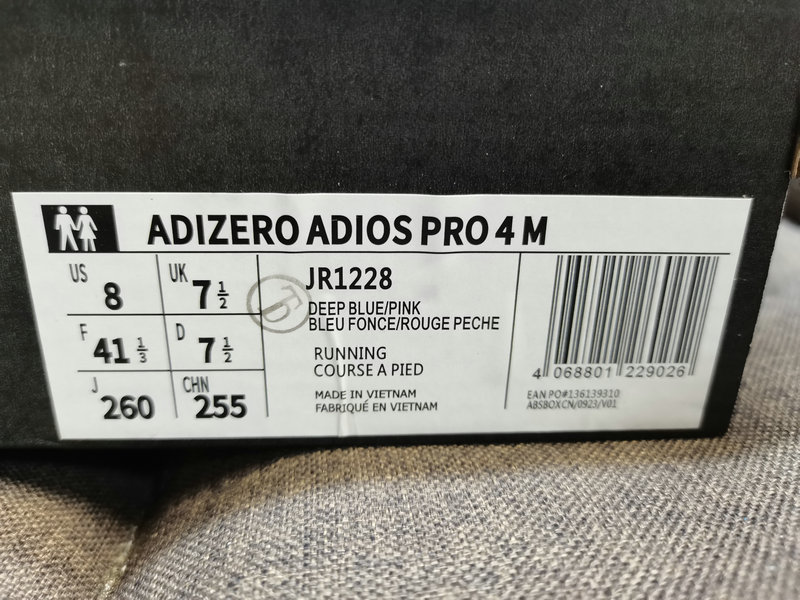 ADIZERO ADIOS PRO 4 M
US 8
UK 7 1/2
F 41 1/3
D 7 1/2
J 260
CHN 255
JR1228
DEEP BLUE/PINK
BLEU FONCE/ROUGE PECHE
RUNNING
COURSE A PIED
MADE IN VIETNAM
FABRIQUÉ EN VIETNAM
4 068801 229026
EAN PO#136139310
ABSBOXCN/0923/V01